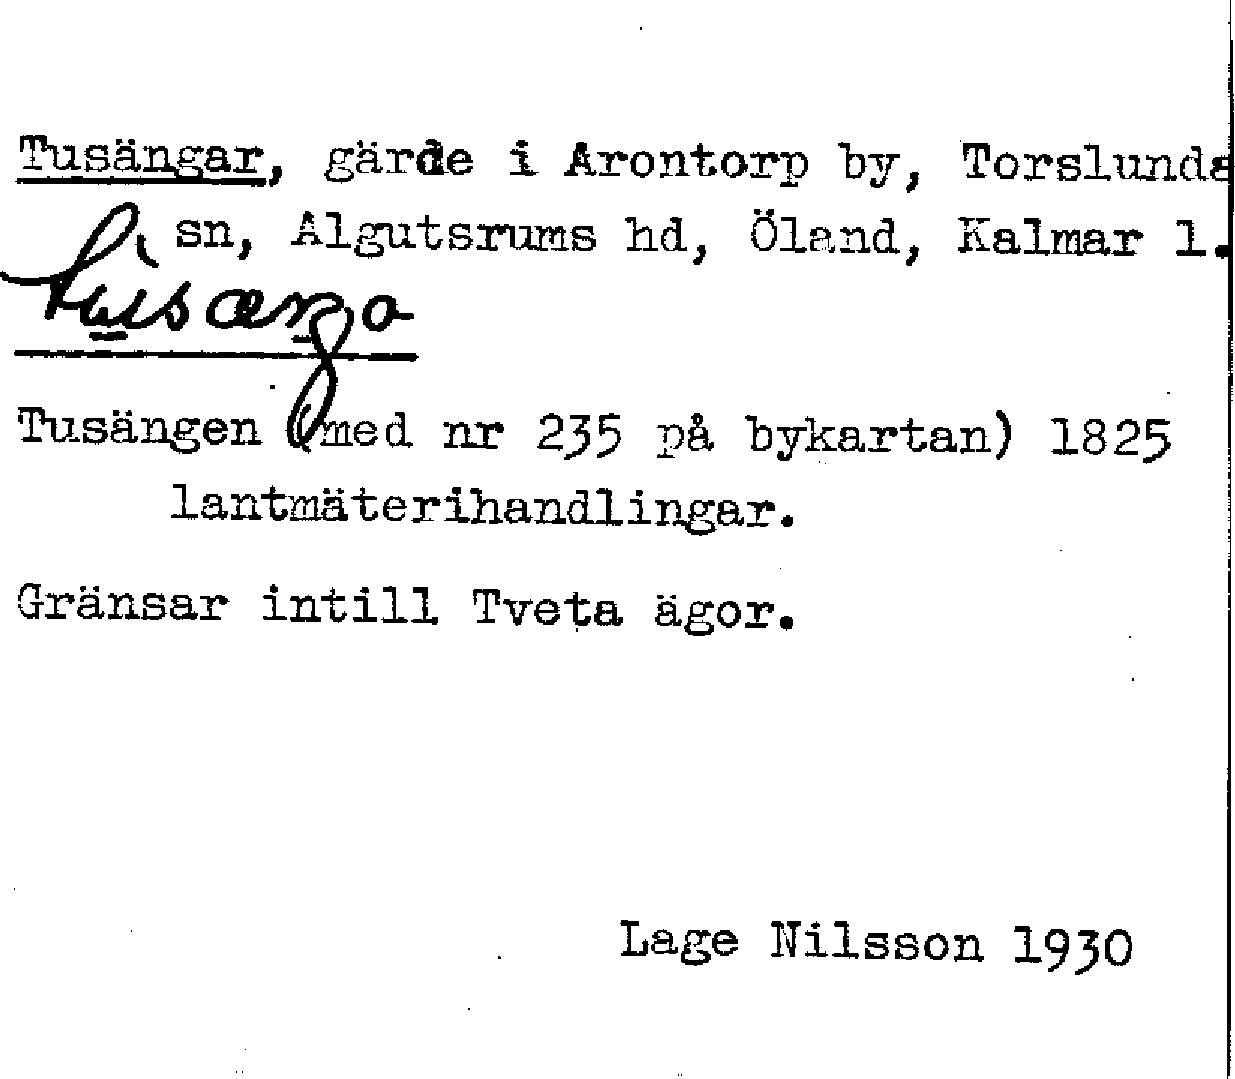 Tusängar, gärde i Arontorp by, Torslunda
sn, Algutsrums hd, Öland, Kalmar l.
tusænga
Tusängen (med nr 235 på bykartan) 1825
lantmäterihandlingar.
Gränsar intill Tveta ägor.
Lage Nilsson 1930